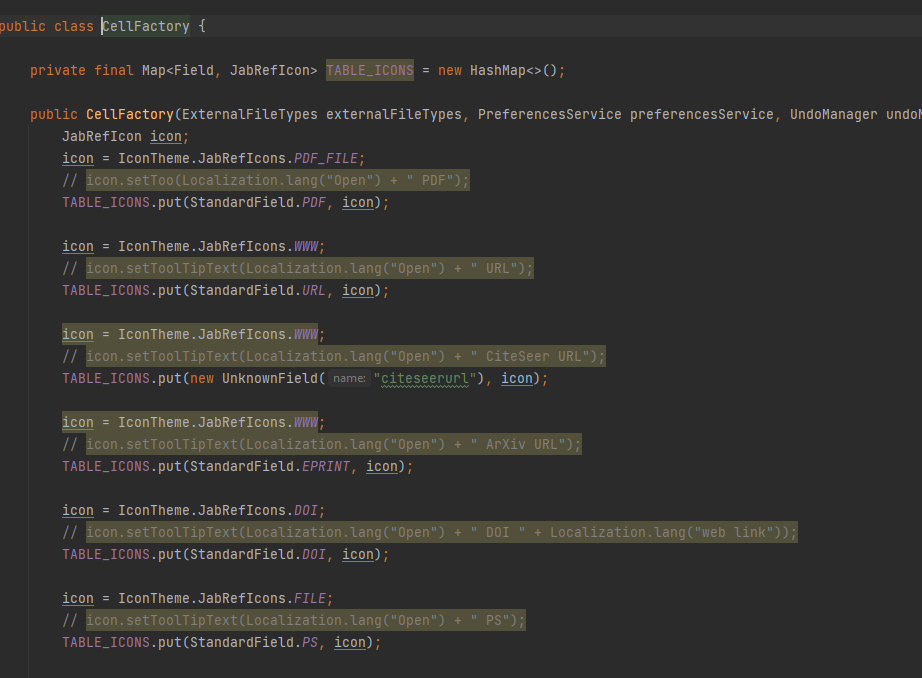 public class CellFactory {
private final Map<Field, JabRefIcon> TABLE_ICONS = new HashMap<>();
public CellFactory(ExternalFileTypes externalFileTypes, PreferencesService preferencesService, UndoManager
JabRefIcon icon;
icon = IconTheme.JabRefIcons.PDF_FILE;
// icon.setToo(Localization.lang("Open") + " PDF");
TABLE_ICONS.put(StandardField.PDF, icon);
icon = IconTheme.JabRefIcons.WWW;
// icon.setToolTipText(Localization.lang("Open") + " URL");
TABLE_ICONS.put(StandardField.URL, icon);
icon = IconTheme.JabRefIcons.WWW;
// icon.setToolTipText(Localization.lang("Open") + " CiteSeer URL");
TABLE_ICONS.put(new UnknownField( name: "citeseerurl"), icon);
icon = IconTheme.JabRefIcons.WWW;
// icon.setToolTipText(Localization.lang("Open") + " ArXiv URL");
TABLE_ICONS.put(StandardField.EPRINT, icon);
icon = IconTheme.JabRefIcons.DOI;
// icon.setToolTipText(Localization.lang("Open") + " DOI " + Localization.lang("web link"));
TABLE_ICONS.put(StandardField.DOI, icon);
icon = IconTheme.JabRefIcons.FILE;
// icon.setToolTipText(Localization.lang("Open") + " PS");
TABLE_ICONS.put(StandardField.PS, icon);